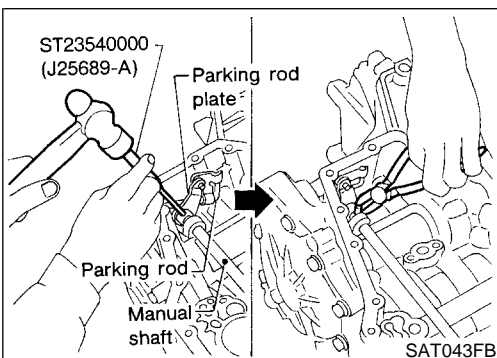 ST23540000
(J25689-A)
Parking rod
plate
Parking rod
Manual
shaft
SAT043FB